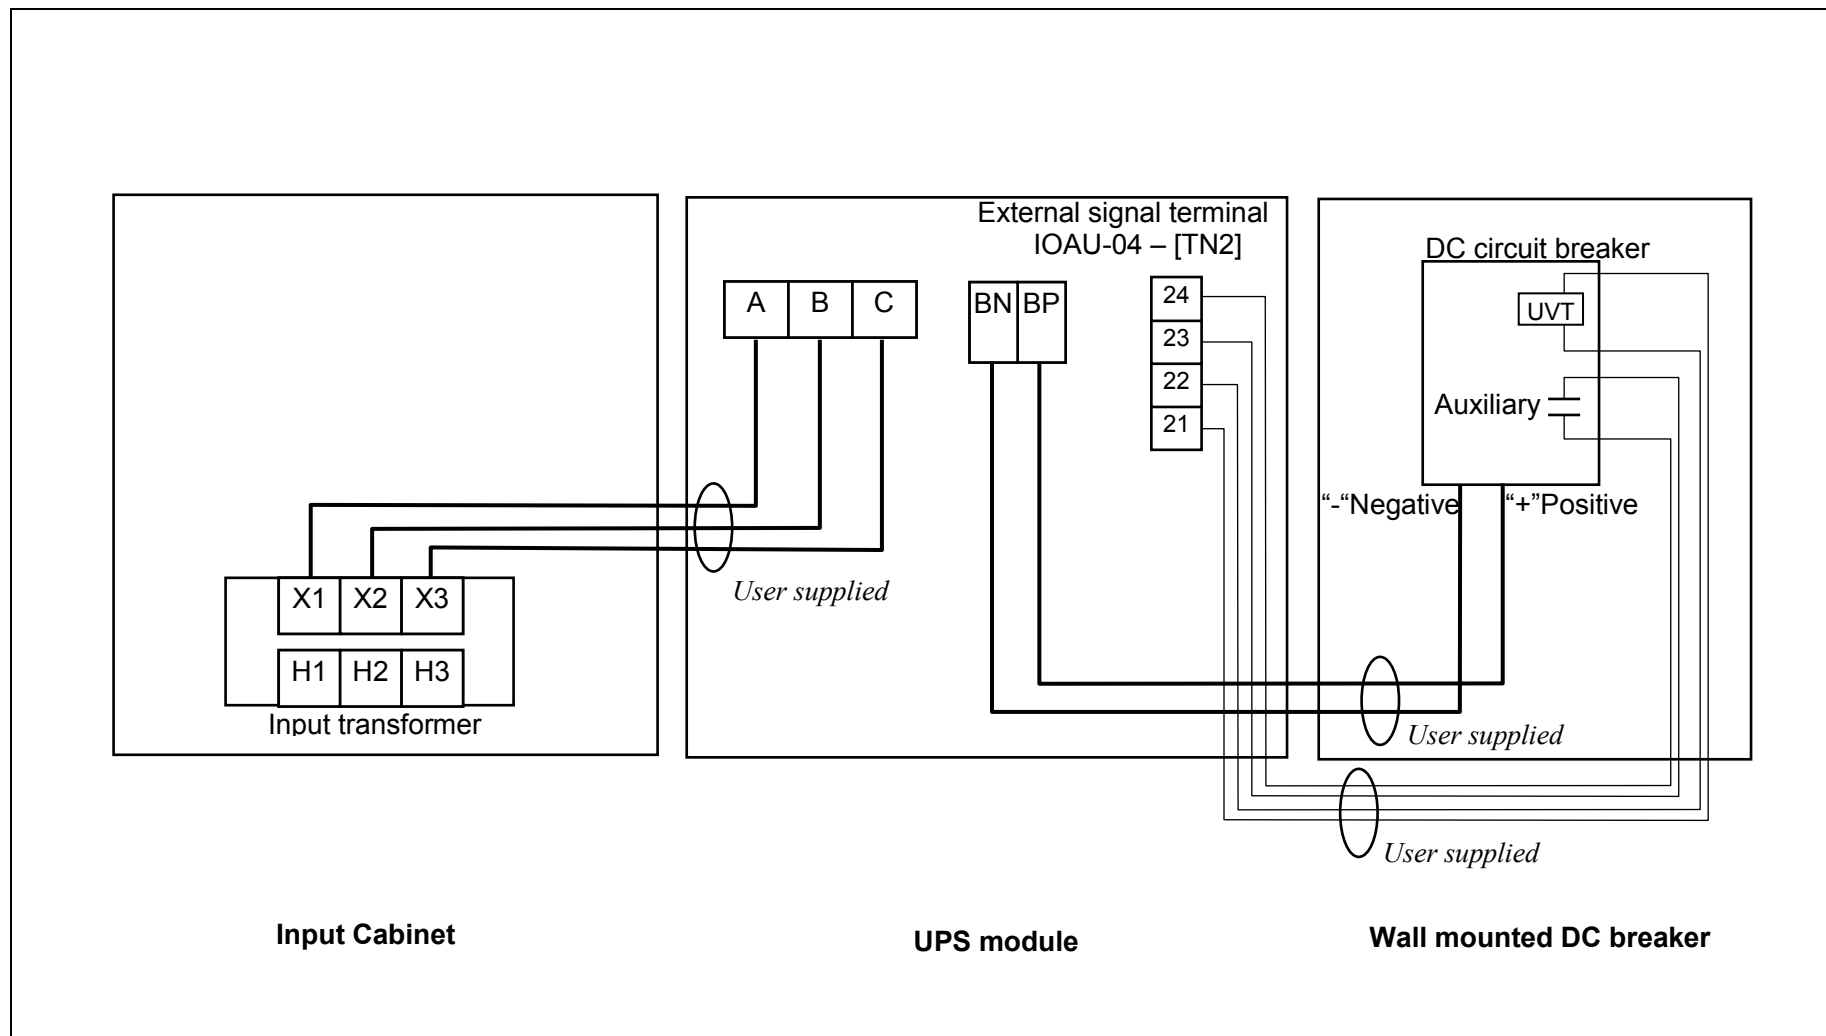 External signal terminal
IOAU-04 – [TN2]
DC circuit breaker
A B C
BN BP
24
23
22
21
UVT
Auxiliary
“-“Negative
“+”Positive
User supplied
X1 X2 X3
H1 H2 H3
Input transformer
User supplied
User supplied
Input Cabinet
UPS module
Wall mounted DC breaker